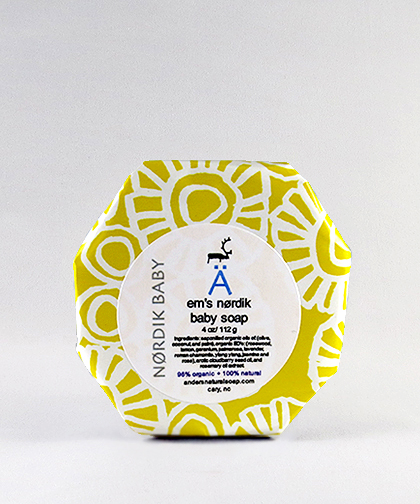 NØRDIK BABY
Ä
em's nørdik
baby soap
4 oz/ 112 g
Ingredients: saponified organic oils of (olive,
coconut, and palm), organic EO's (rosewood,
lemon, geranium, palmarosa, lavender,
roman chamomile, ylang ylang, jasmine and
rose), arctic cloudberry seed oil, and
rosemary oil extract.
96% organic + 100% natural
andersnaturalsoap.com
cary, nc